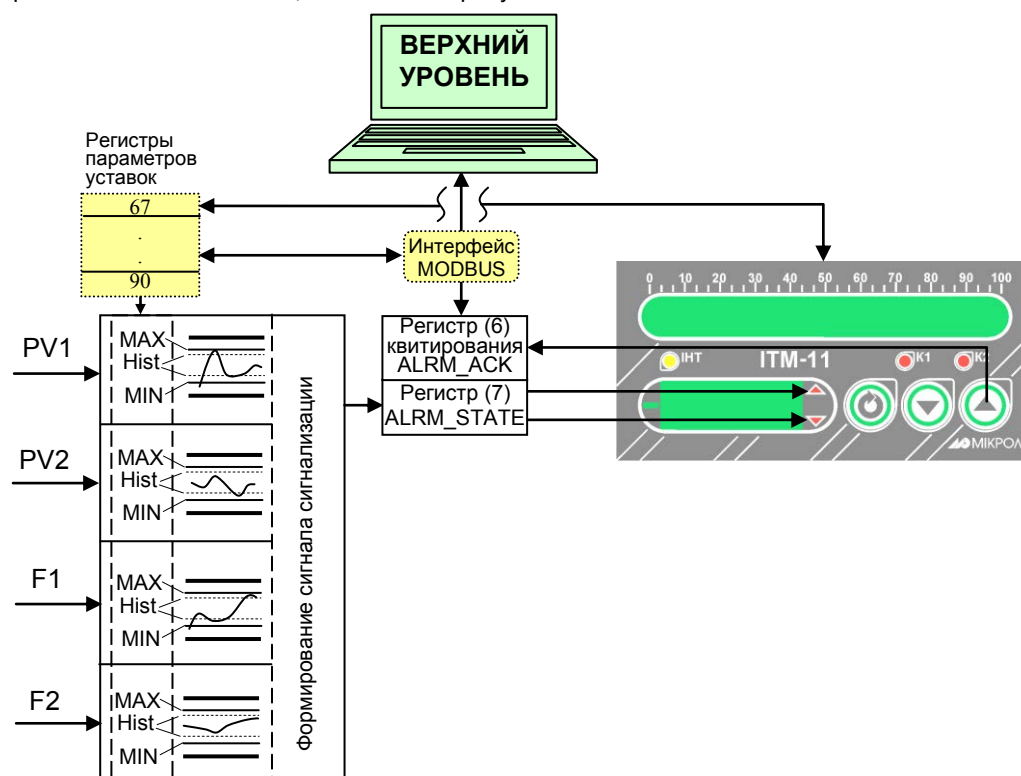 ВЕРХНИЙ
УРОВЕНЬ
Регистры
параметров
уставок
67
.
.
90
Интерфейс
MODBUS
Регистр (6)
квитирования
ALRM_ACK
Регистр (7)
ALRM_STATE
0 10 20 30 40 50 60 70 80 90 100
ІНТ
ІТМ-11
К1
К2
МІКРОЛ
PV1
MAX
Hist
MIN
PV2
MAX
Hist
MIN
F1
MAX
Hist
MIN
F2
MAX
Hist
MIN
Формирование сигнала сигнализации